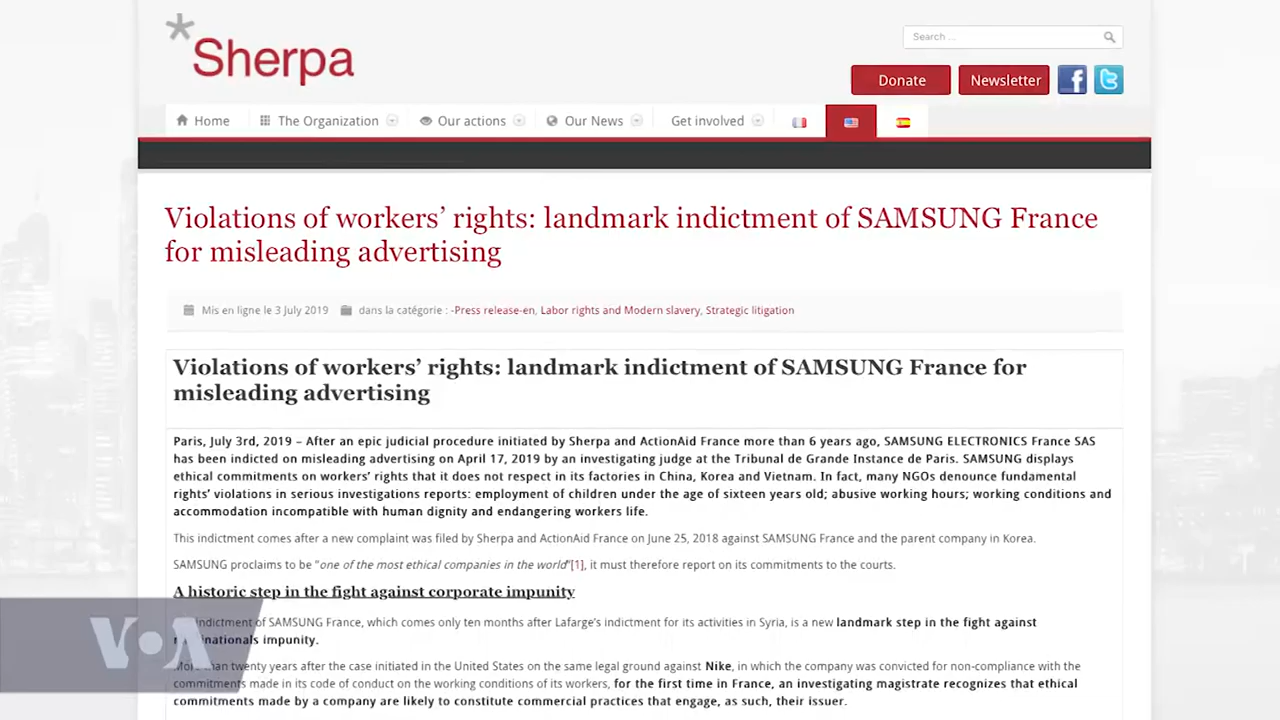 *Sherpa
Search ...
Donate
Newsletter
Home
The Organization
Our actions
Our News
Get involved
Violations of workers’ rights: landmark indictment of SAMSUNG France
for misleading advertising
Mis en ligne le 3 July 2019 dans la catégorie : -Press release-en, Labor rights and Modern slavery, Strategic litigation
Violations of workers’ rights: landmark indictment of SAMSUNG France for
misleading advertising
Paris, July 3rd, 2019 – After an epic judicial procedure initiated by Sherpa and ActionAid France more than 6 years ago, SAMSUNG ELECTRONICS France SAS
has been indicted on misleading advertising on April 17, 2019 by an investigating judge at the Tribunal de Grande Instance de Paris. SAMSUNG displays
ethical commitments on workers’ rights that it does not respect in its factories in China, Korea and Vietnam. In fact, many NGOs denounce fundamental
rights’ violations in serious investigations reports: employment of children under the age of sixteen years old; abusive working hours; working conditions and
accommodation incompatible with human dignity and endangering workers life.
This indictment comes after a new complaint was filed by Sherpa and ActionAid France on June 25, 2018 against SAMSUNG France and the parent company in Korea.
SAMSUNG proclaims to be "one of the most ethical companies in the world"[1], it must therefore report on its commitments to the courts.
A historic step in the fight against corporate impunity
indictment of SAMSUNG France, which comes only ten months after Lafarge’s indictment for its activities in Syria, is a new landmark step in the fight against
impunity.
VOA
More than twenty years after the case initiated in the United States on the same legal ground against Nike, in which the company was convicted for non-compliance with the
commitments made in its code of conduct on the working conditions of its workers, for the first time in France, an investigating magistrate recognizes that ethical
commitments made by a company are likely to constitute commercial practices that engage, as such, their issuer.